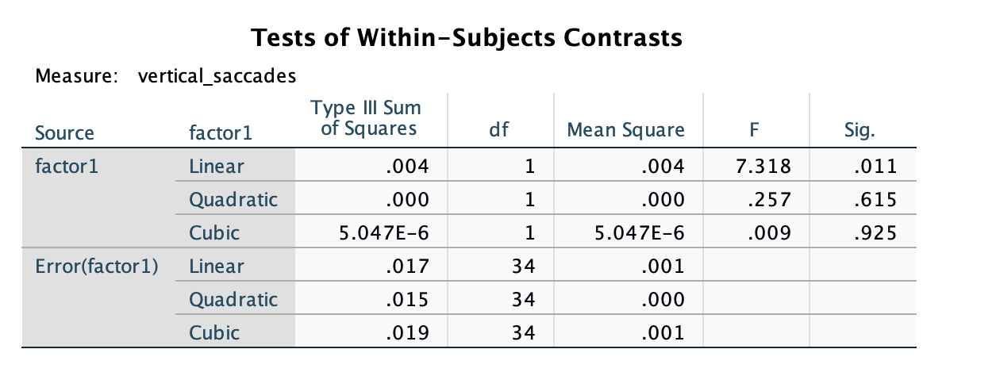 Tests of Within-Subjects Contrasts
Measure: vertical_saccades
Source factor1 Type III Sum of Squares df Mean Square F Sig.
factor1 Linear .004 1 .004 7.318 .011
Quadratic .000 1 .000 .257 .615
Cubic 5.047E-6 1 5.047E-6 .009 .925
Error(factor1) Linear .017 34 .001
Quadratic .015 34 .000
Cubic .019 34 .001